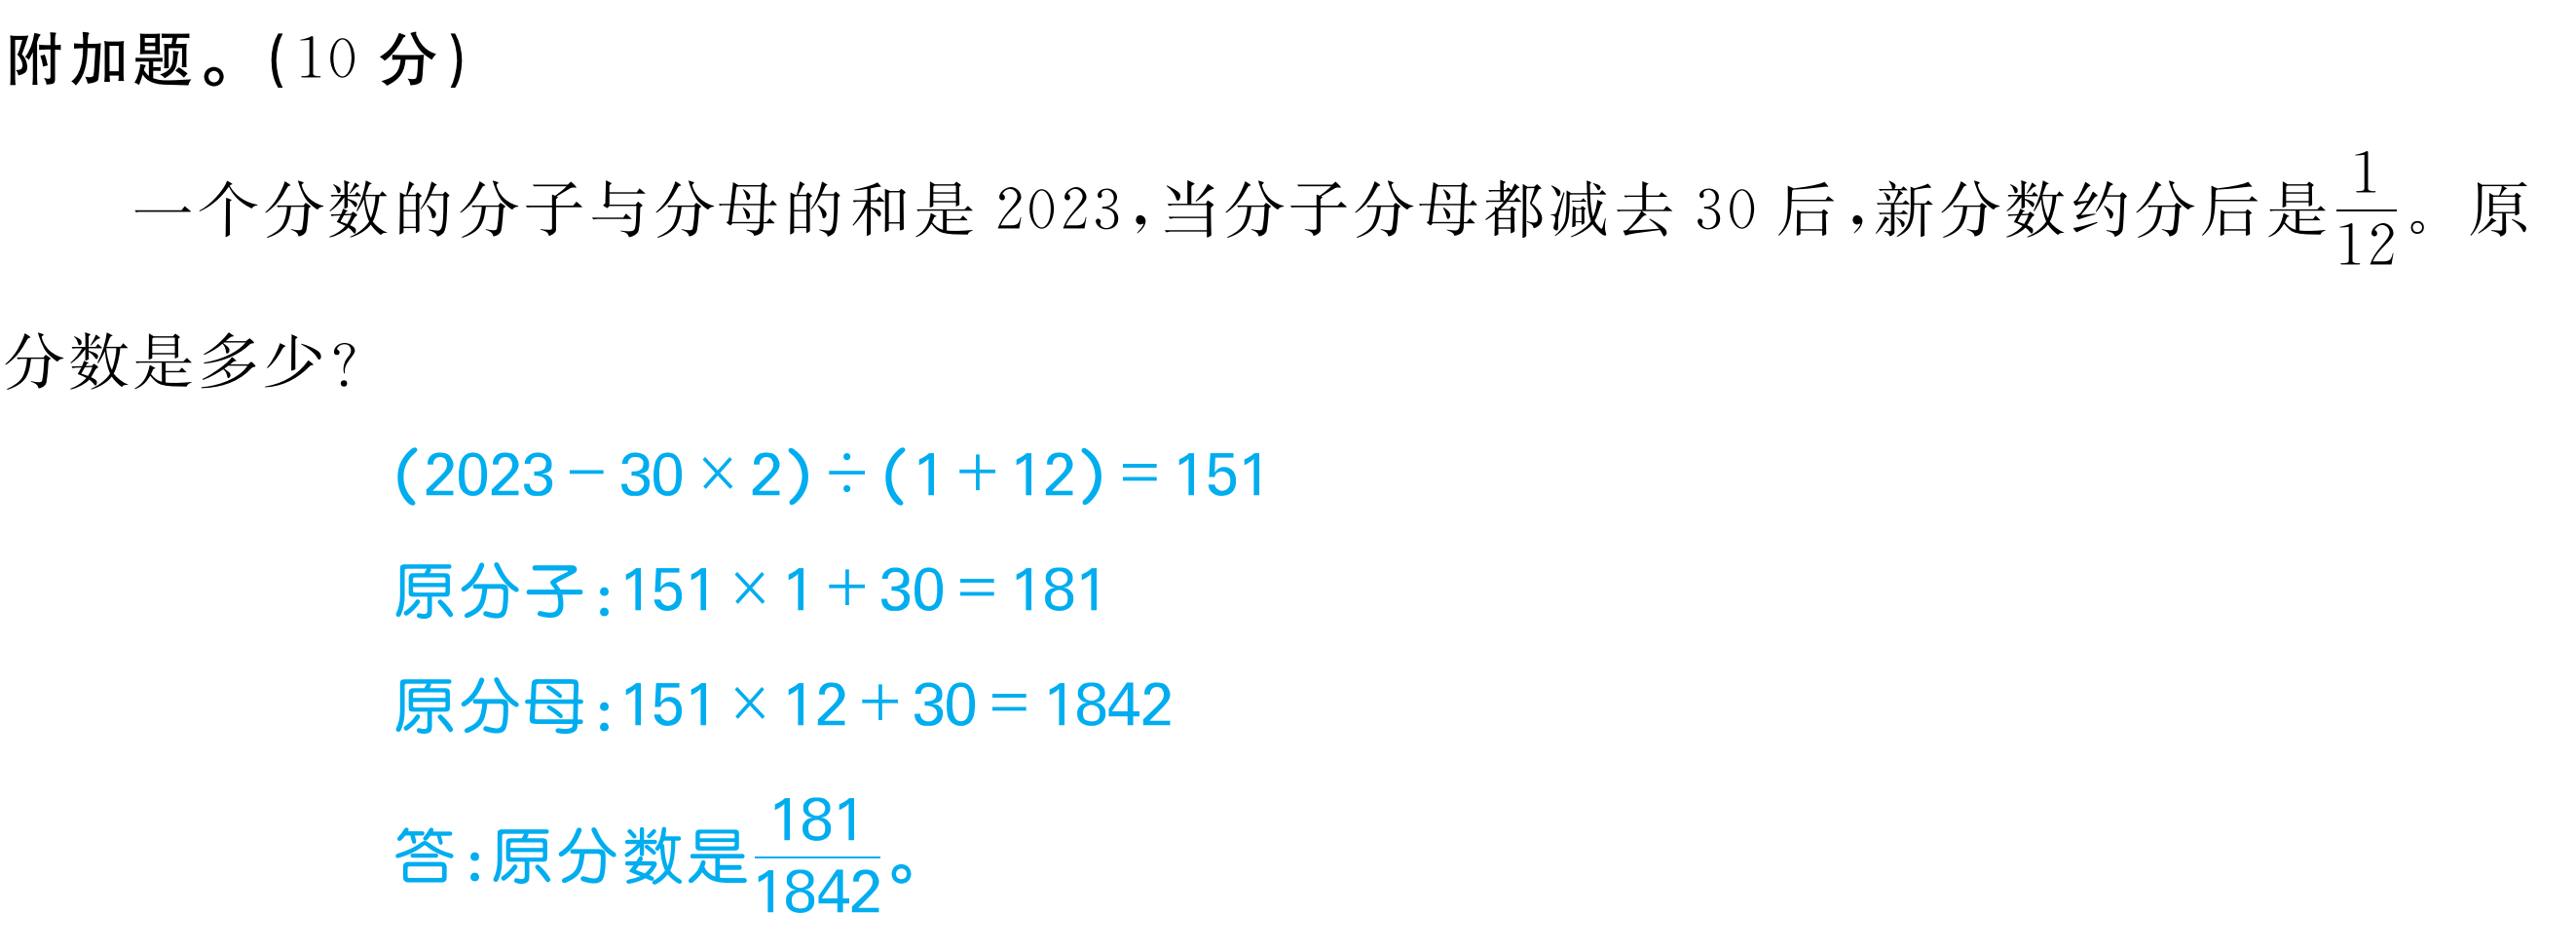 附加题。(10 分)
一个分数的分子与分母的和是 2023,当分子分母都减去 30 后,新分数约分后是1/12。原
分数是多少?
(2023－30×2)÷(1＋12)＝151
原分子:151×1＋30＝181
原分母:151×12＋30＝1842
答:原分数是181/1842。